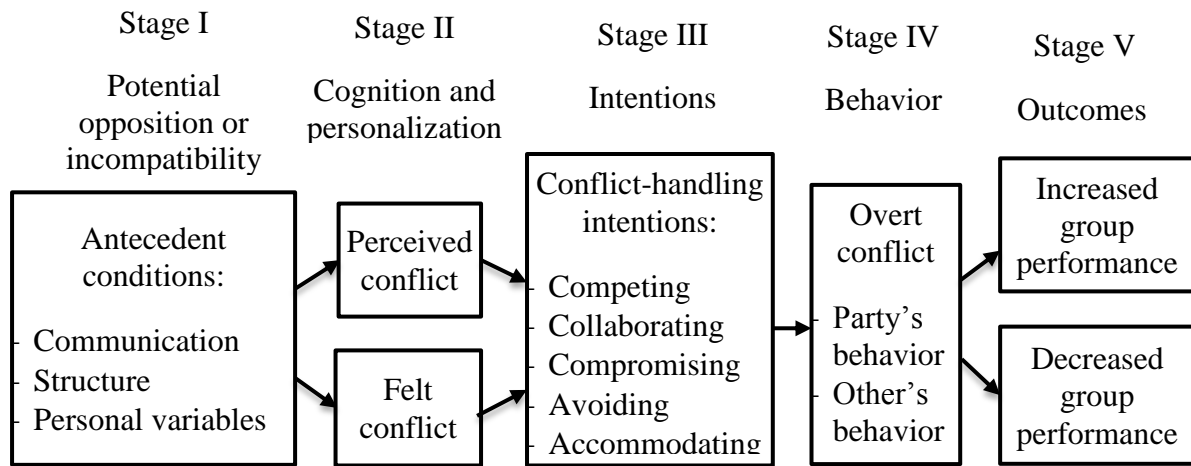 Stage I
Potential
opposition or
incompatibility
Antecedent
conditions:
- Communication
- Structure
- Personal variables
Stage II
Cognition and
personalization
Perceived
conflict
Felt
conflict
Stage III
Intentions
Conflict-handling
intentions:
- Competing
- Collaborating
- Compromising
- Avoiding
- Accommodating
Stage IV
Behavior
Overt
conflict
- Party’s
behavior
- Other’s
behavior
Stage V
Outcomes
Increased
group
performance
Decreased
group
performance